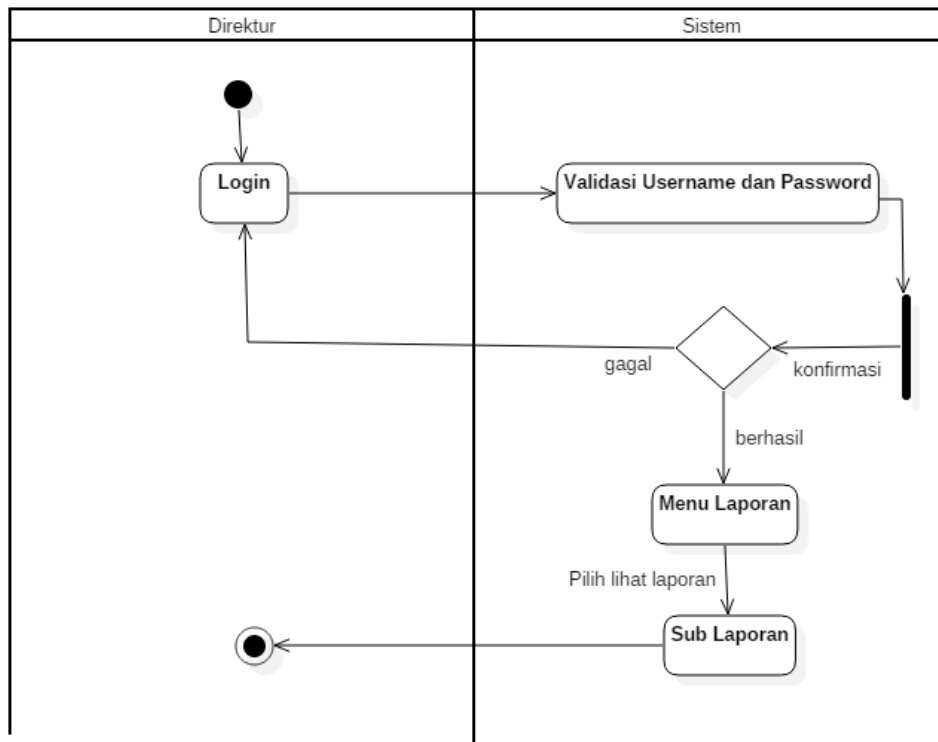 Direktur
Sistem
Login
Validasi Username dan Password
gagal
konfirmasi
berhasil
Menu Laporan
Pilih lihat laporan
Sub Laporan